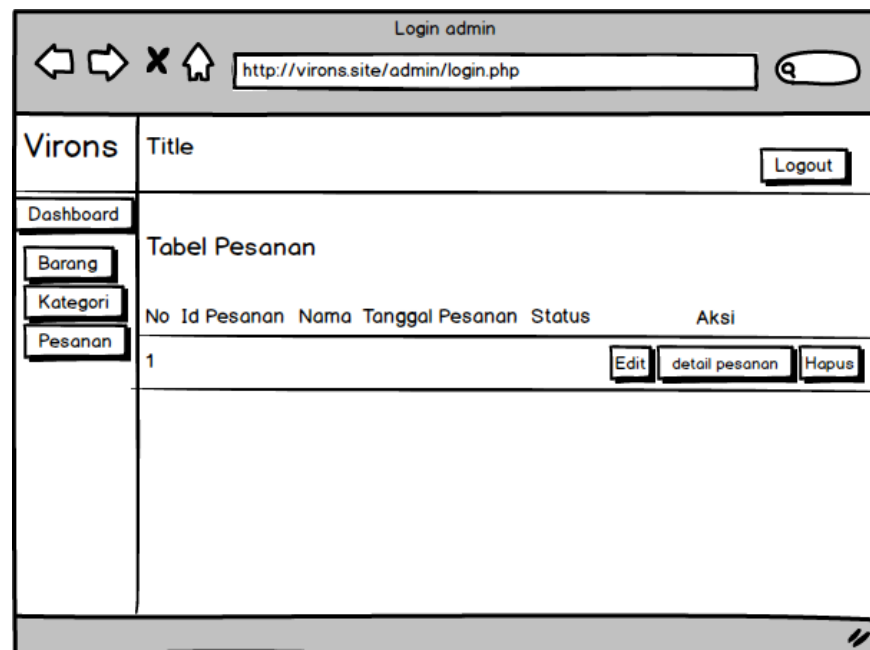 Login admin
http://virons.site/admin/login.php
Virons
Title
Logout
Dashboard
Barang
Kategori
Pesanan
Tabel Pesanan
No Id Pesanan Nama Tanggal Pesanan Status Aksi
1 Edit detail pesanan Hapus